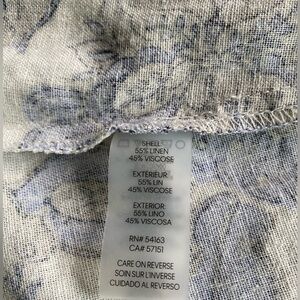 SHELL
55% LINEN
45% VISCOSE
EXTÉRIEUR
55% LIN
45% VISCOSE
EXTERIOR
55% LINO
45% VISCOSA
RN# 54163
CA# 57151
CARE ON REVERSE
SOIN SUR L'INVERSE
CUIDADO AL REVERSO